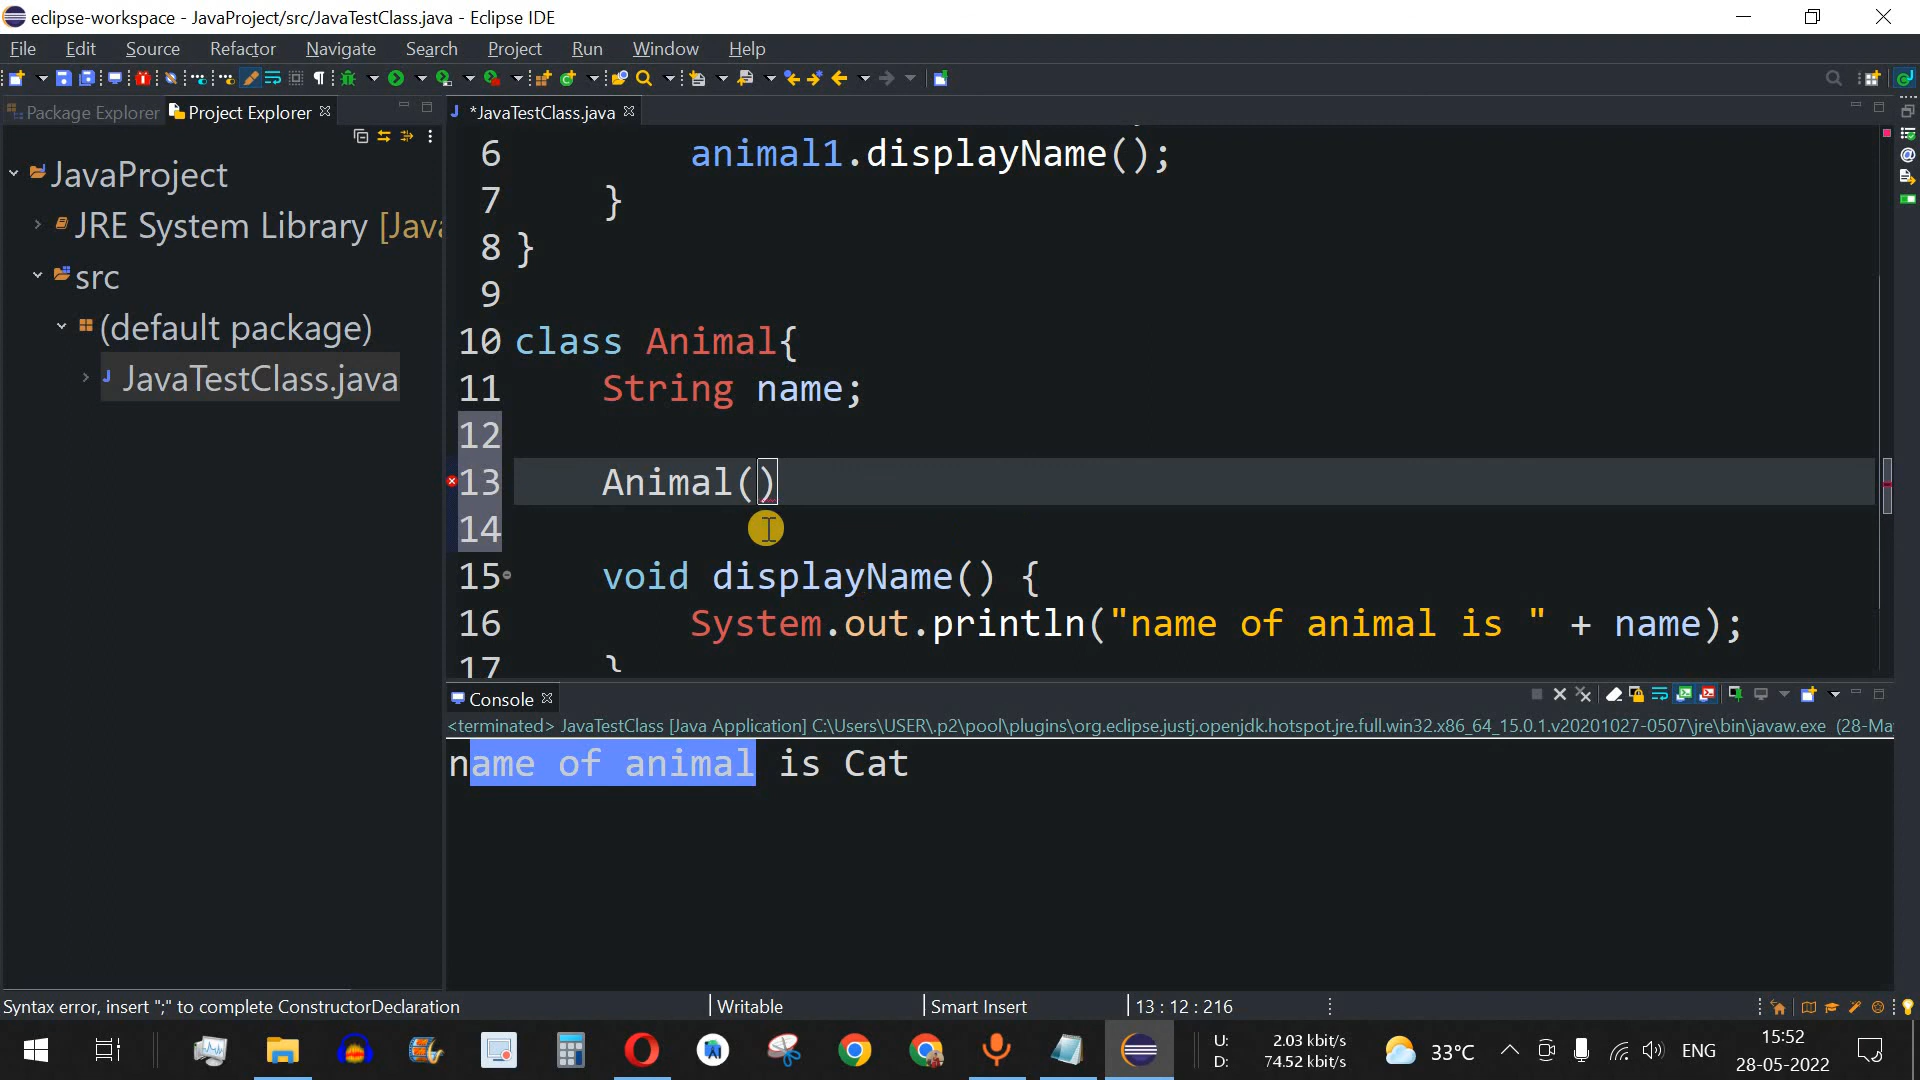 eclipse-workspace - JavaProject/src/JavaTestClass.java - Eclipse IDE
File Edit Source Refactor Navigate Search Project Run Window Help
Package Explorer Project Explorer
*JavaTestClass.java
JavaProject
JRE System Library [Java
src
(default package)
JavaTestClass.java
6 animal1.displayName();
7 }
8 }
9
10 class Animal{
11 String name;
12
13 Animal()
14
15 void displayName() {
16 System.out.println("name of animal is " + name);
17 }
Console
<terminated> JavaTestClass [Java Application] C:\Users\USER\.p2\pool\plugins\org.eclipse.justj.openjdk.hotspot.jre.full.win32.x86_64_15.0.1.v20201027-0507\jre\bin\javaw.exe (28-Ma
name of animal is Cat
Syntax error, insert ";" to complete ConstructorDeclaration Writable Smart Insert 13 : 12 : 216
U: 2.03 kbit/s
D: 74.52 kbit/s
33°C
ENG
15:52
28-05-2022